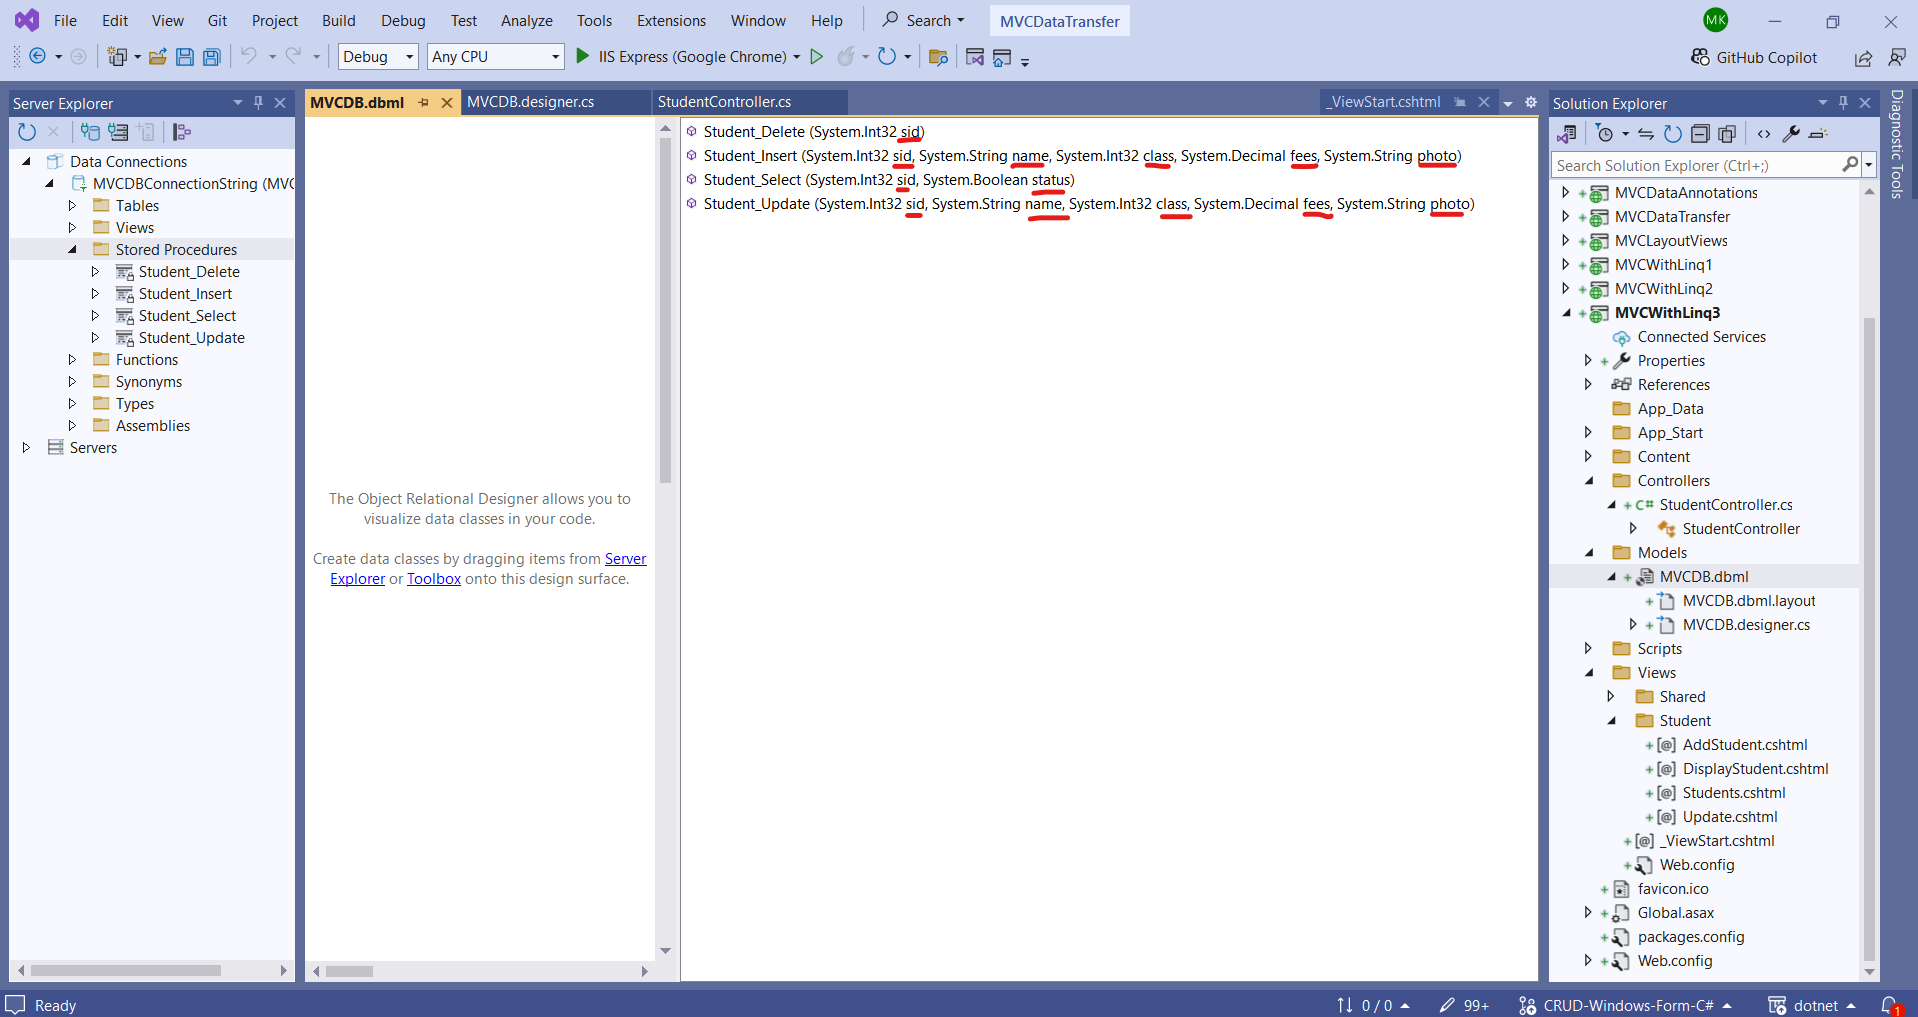 File Edit View Git Project Build Debug Test Analyze Tools Extensions Window Help Search MVCDataTransfer MK
Debug Any CPU IIS Express (Google Chrome) GitHub Copilot
Server Explorer
Data Connections
MVCDBConnectionString (MVC
Tables
Views
Stored Procedures
Student_Delete
Student_Insert
Student_Select
Student_Update
Functions
Synonyms
Types
Assemblies
Servers
MVCDB.dbml MVCDB.designer.cs StudentController.cs _ViewStart.cshtml
The Object Relational Designer allows you to
visualize data classes in your code.
Create data classes by dragging items from Server
Explorer or Toolbox onto this design surface.
Student_Delete (System.Int32 sid)
Student_Insert (System.Int32 sid, System.String name, System.Int32 class, System.Decimal fees, System.String photo)
Student_Select (System.Int32 sid, System.Boolean status)
Student_Update (System.Int32 sid, System.String name, System.Int32 class, System.Decimal fees, System.String photo)
Solution Explorer
Search Solution Explorer (Ctrl+;)
MVCDataAnnotations
MVCDataTransfer
MVCLayoutViews
MVCWithLinq1
MVCWithLinq2
MVCWithLinq3
Connected Services
Properties
References
App_Data
App_Start
Content
Controllers
C# StudentController.cs
StudentController
Models
MVCDB.dbml
MVCDB.dbml.layout
MVCDB.designer.cs
Scripts
Views
Shared
Student
[@] AddStudent.cshtml
[@] DisplayStudent.cshtml
[@] Students.cshtml
[@] Update.cshtml
[@] _ViewStart.cshtml
Web.config
favicon.ico
Global.asax
packages.config
Web.config
Diagnostic Tools
Ready 0 / 0 99+ CRUD-Windows-Form-C# dotnet 1